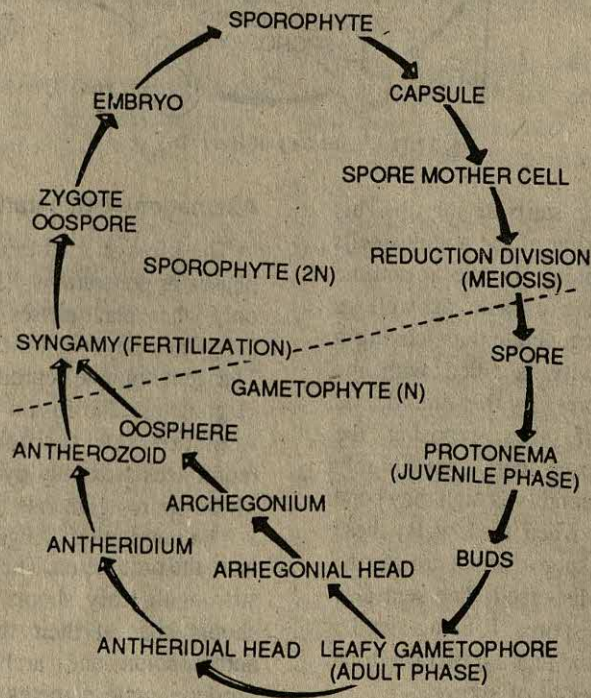 SPOROPHYTE
CAPSULE
SPORE MOTHER CELL
REDUCTION DIVISION
(MEIOSIS)
SPORE
PROTONEMA
(JUVENILE PHASE)
BUDS
LEAFY GAMETOPHORE
(ADULT PHASE)
ANTHERIDIAL HEAD
ANTHERIDIUM
ANTHEROZOID
ARHEGONIAL HEAD
ARCHEGONIUM
OOSPHERE
SYNGAMY (FERTILIZATION)
ZYGOTE
OOSPORE
EMBRYO
SPOROPHYTE (2N)
GAMETOPHYTE (N)